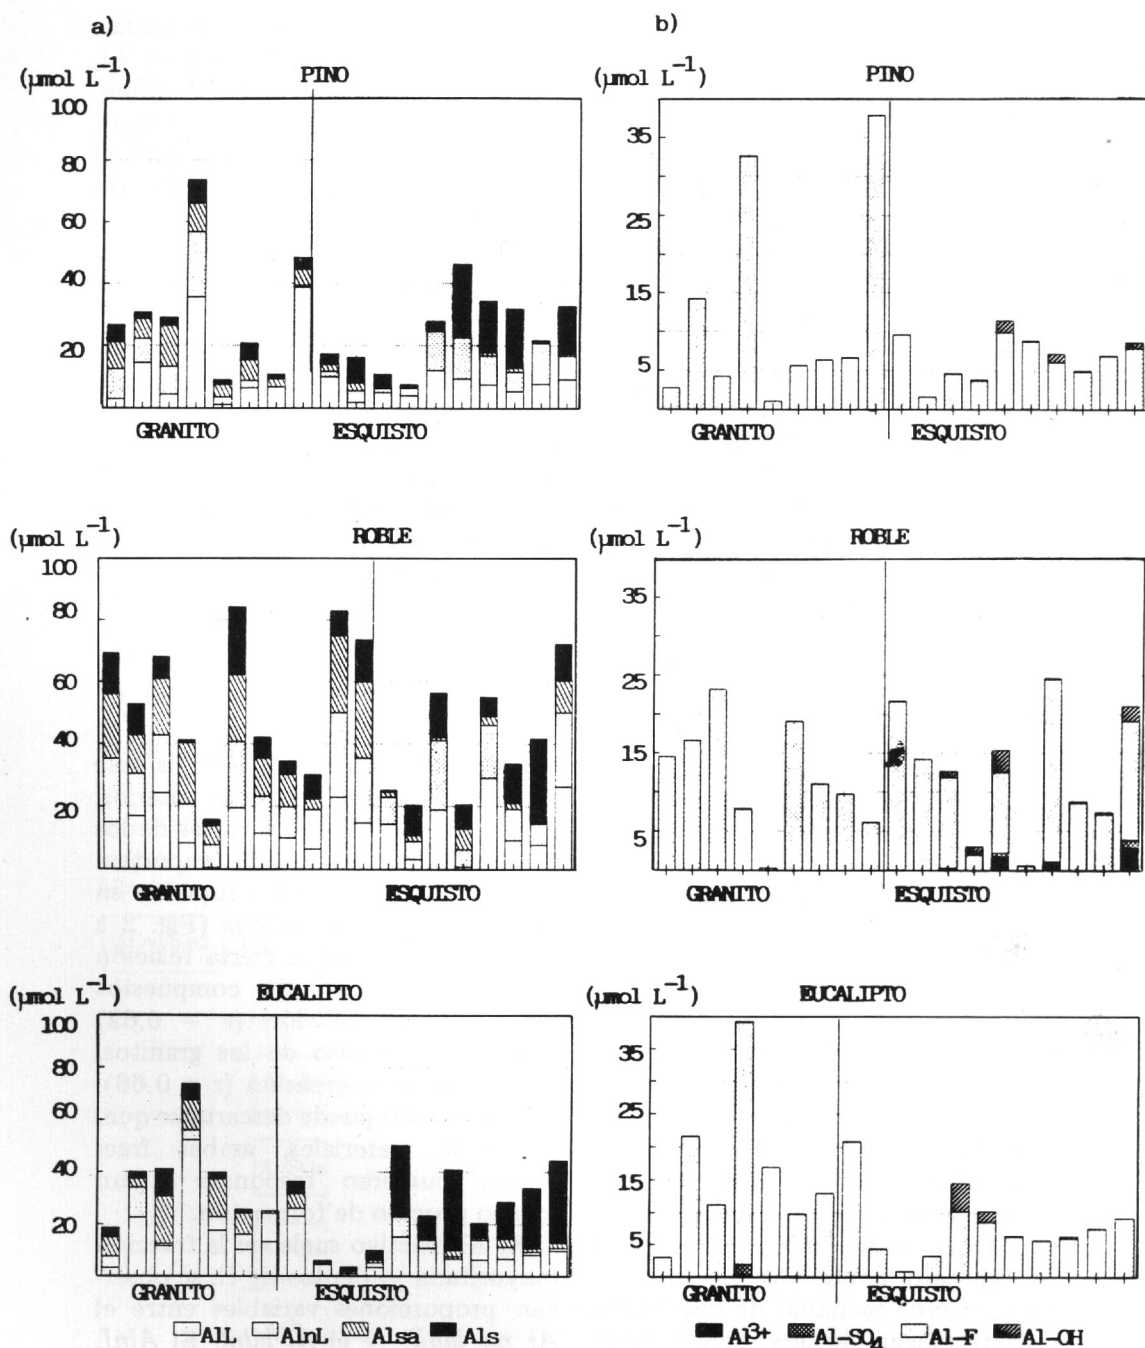 a)
b)
(µmol L⁻¹) PINO
100
80
60
40
20
GRANITO ESQUISTO
(µmol L⁻¹) PINO
35
25
15
5
GRANITO ESQUISTO
(µmol L⁻¹) ROBLE
100
80
60
40
20
GRANITO ESQUISTO
(µmol L⁻¹) ROBLE
35
25
15
5
GRANITO ESQUISTO
(µmol L⁻¹) EUCALIPTO
100
80
60
40
20
GRANITO ESQUISTO
AlL AlnL Alsa Als
(µmol L⁻¹) EUCALIPTO
35
25
15
5
GRANITO ESQUISTO
Al³⁺ Al-SO₄ Al-F Al-OH